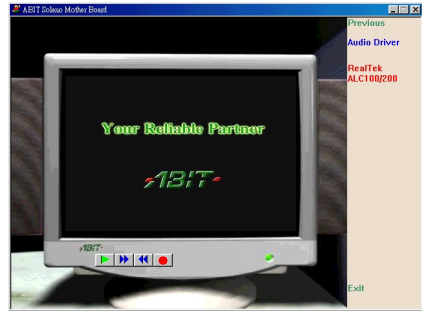 ABIT Solano Mother Board
Previous
Audio Driver
RealTek
ALC100/200
Your Reliable Partner
ABIT
ABIT
Exit